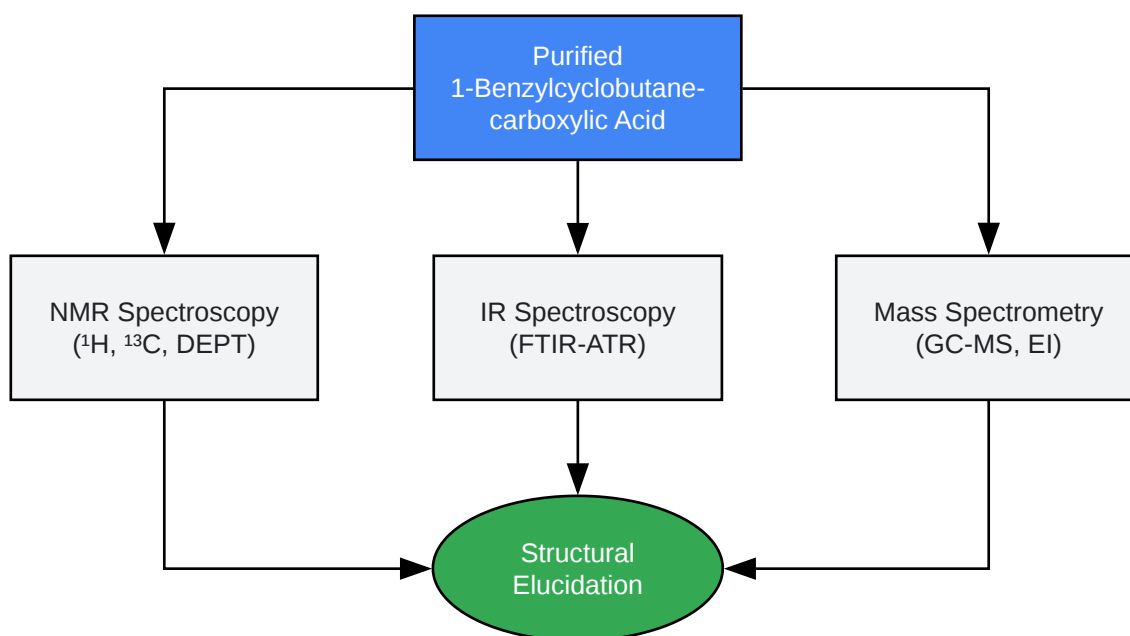 Purified
1-Benzylcyclobutane-
carboxylic Acid
NMR Spectroscopy
(¹H, ¹³C, DEPT)
IR Spectroscopy
(FTIR-ATR)
Mass Spectrometry
(GC-MS, EI)
Structural
Elucidation